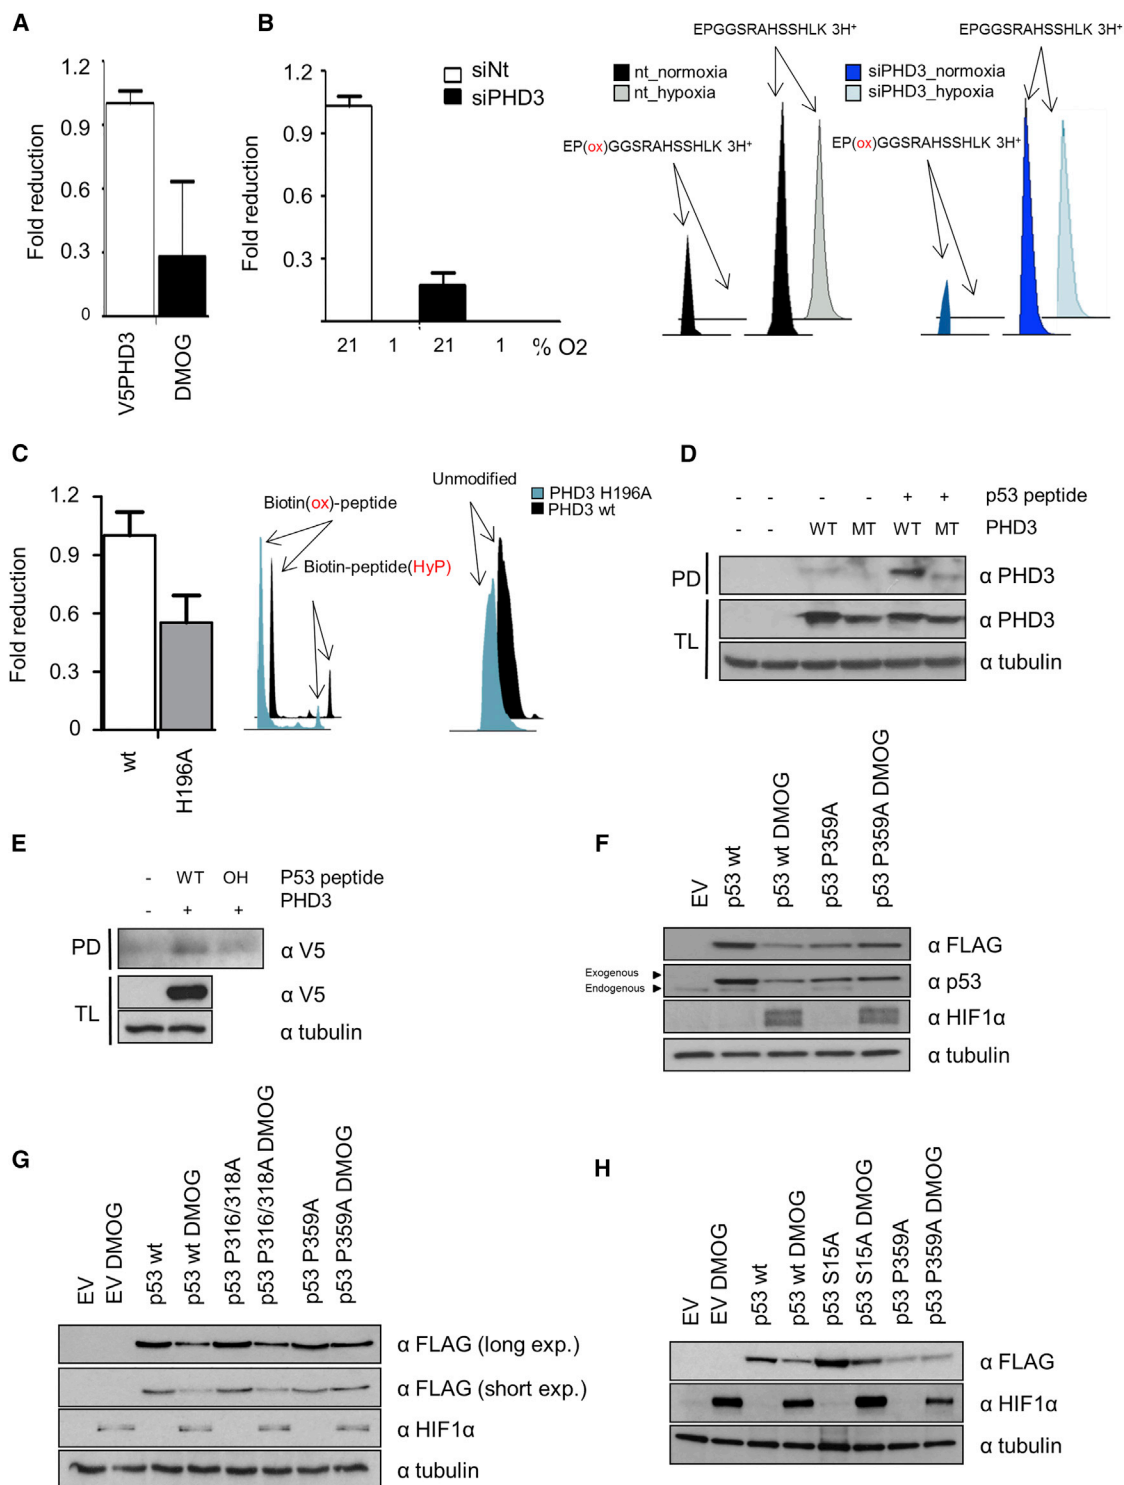 A
Fold reduction
1.2
0.9
0.6
0.3
0
V5PHD3
DMOG
B
Fold reduction
1.2
0.9
0.6
0.3
siNt
siPHD3
21 1 21 1 % O2
nt_normoxia
nt_hypoxia
EPGGSRAHSSHLK 3H+
EP(ox)GGSRAHSSHLK 3H+
siPHD3_normoxia
siPHD3_hypoxia
EPGGSRAHSSHLK 3H+
EP(ox)GGSRAHSSHLK 3H+
C
Fold reduction
1.2
0.9
0.6
0.3
0
wt
H196A
Biotin(ox)-peptide
Biotin-peptide(HyP)
Unmodified
PHD3 H196A
PHD3 wt
D
- - - - + + p53 peptide
- - WT MT WT MT PHD3
PD
α PHD3
TL
α PHD3
α tubulin
E
- WT OH P53 peptide
- + + PHD3
PD
α V5
TL
α V5
α tubulin
F
EV
p53 wt
p53 wt DMOG
p53 P359A
p53 P359A DMOG
α FLAG
Exogenous
Endogenous
α p53
α HIF1α
α tubulin
G
EV
EV DMOG
p53 wt
p53 wt DMOG
p53 P316/318A
p53 P316/318A DMOG
p53 P359A
p53 P359A DMOG
α FLAG (long exp.)
α FLAG (short exp.)
α HIF1α
α tubulin
H
EV
EV DMOG
p53 wt
p53 wt DMOG
p53 S15A
p53 S15A DMOG
p53 P359A
p53 P359A DMOG
α FLAG
α HIF1α
α tubulin